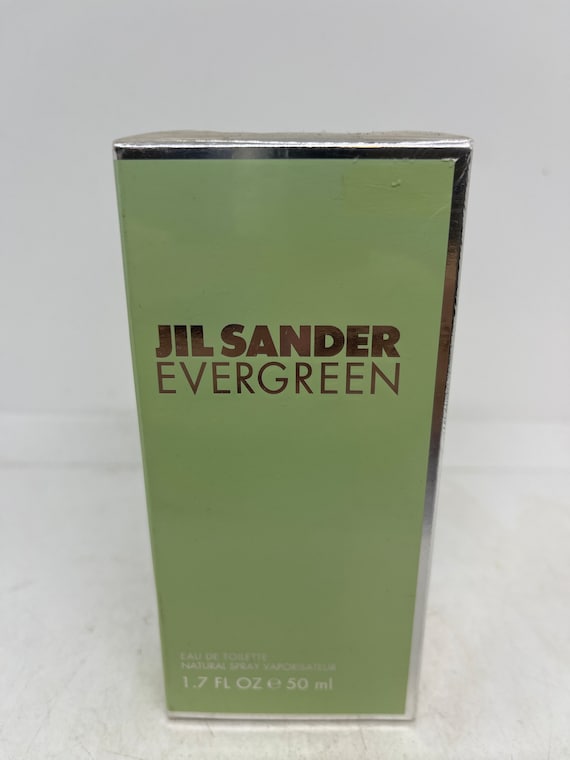 JIL SANDER
EVERGREEN
EAU DE TOILETTE
NATURAL SPRAY VAPORISATEUR
1.7 FL OZ ℮ 50 ml